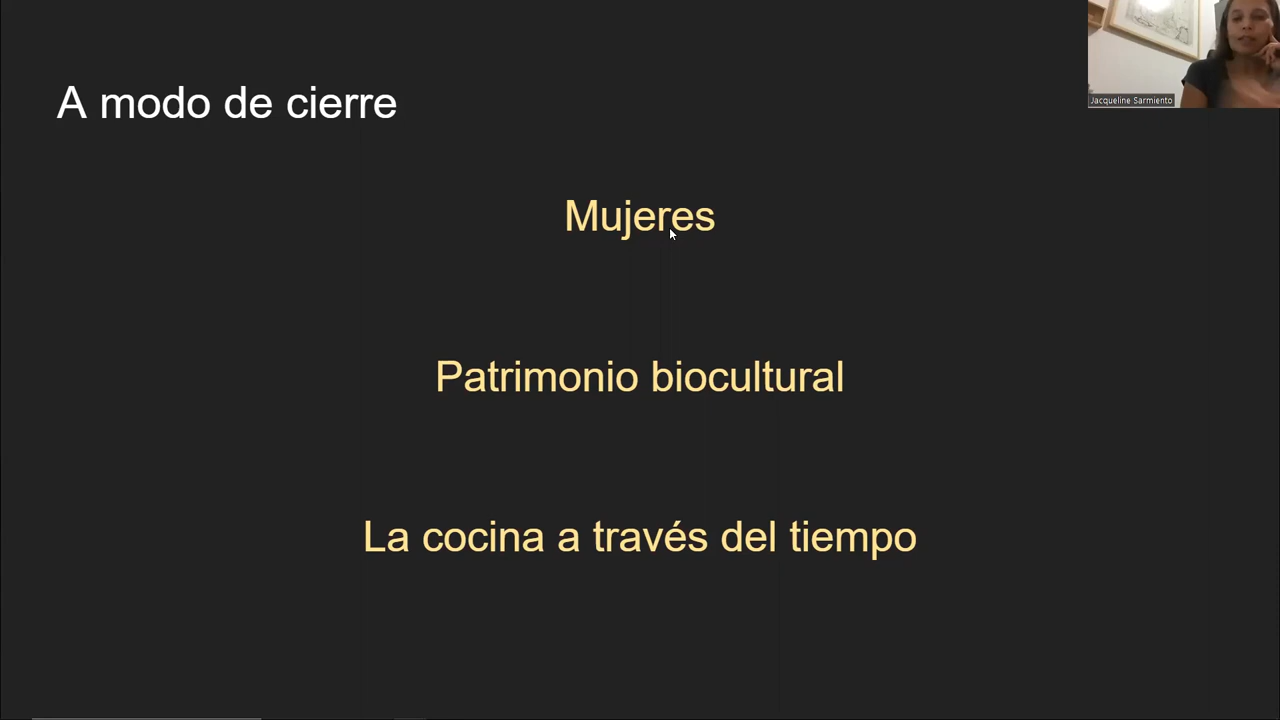 A modo de cierre
Jacqueline Sarmiento
Mujeres
Patrimonio biocultural
La cocina a través del tiempo